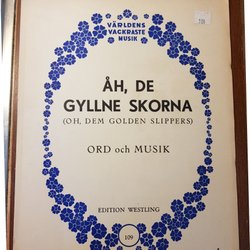 VÄRLDENS
VACKRASTE
MUSIK
ÅH, DE
GYLLNE SKORNA
(OH, DEM GOLDEN SLIPPERS)
ORD och MUSIK
EDITION WESTLING
109